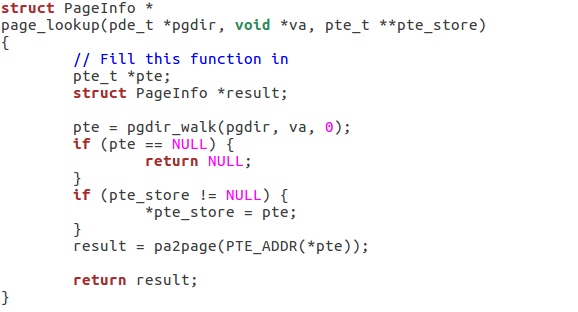 struct PageInfo *
page_lookup(pde_t *pgdir, void *va, pte_t **pte_store)
{
        // Fill this function in
        pte_t *pte;
        struct PageInfo *result;

        pte = pgdir_walk(pgdir, va, 0);
        if (pte == NULL) {
                return NULL;
        }
        if (pte_store != NULL) {
                *pte_store = pte;
        }
        result = pa2page(PTE_ADDR(*pte));

        return result;
}